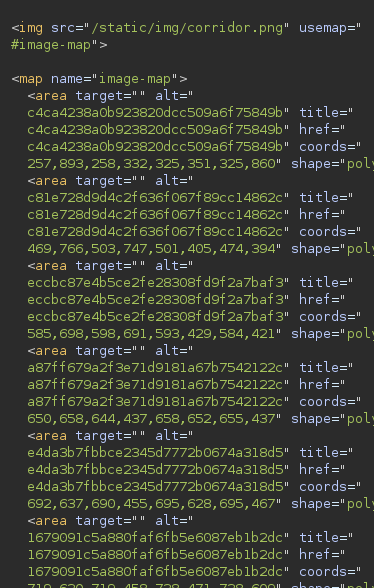 <img src="/static/img/corridor.png" usemap="
#image-map">
<map name="image-map">
<area target="" alt="
c4ca4238a0b923820dcc509a6f75849b" title="
c4ca4238a0b923820dcc509a6f75849b" href="
c4ca4238a0b923820dcc509a6f75849b" coords="
257,893,258,332,325,351,325,860" shape="poly
<area target="" alt="
c81e728d9d4c2f636f067f89cc14862c" title="
c81e728d9d4c2f636f067f89cc14862c" href="
c81e728d9d4c2f636f067f89cc14862c" coords="
469,766,503,747,501,405,474,394" shape="poly
<area target="" alt="
eccbc87e4b5ce2fe28308fd9f2a7baf3" title="
eccbc87e4b5ce2fe28308fd9f2a7baf3" href="
eccbc87e4b5ce2fe28308fd9f2a7baf3" coords="
585,698,598,691,593,429,584,421" shape="poly
<area target="" alt="
a87ff679a2f3e71d9181a67b7542122c" title="
a87ff679a2f3e71d9181a67b7542122c" href="
a87ff679a2f3e71d9181a67b7542122c" coords="
650,658,644,437,658,652,655,437" shape="poly
<area target="" alt="
e4da3b7fbbce2345d7772b0674a318d5" title="
e4da3b7fbbce2345d7772b0674a318d5" href="
e4da3b7fbbce2345d7772b0674a318d5" coords="
692,637,690,455,695,628,695,467" shape="poly
<area target="" alt="
1679091c5a880faf6fb5e6087eb1b2dc" title="
1679091c5a880faf6fb5e6087eb1b2dc" href="
1679091c5a880faf6fb5e6087eb1b2dc" coords="